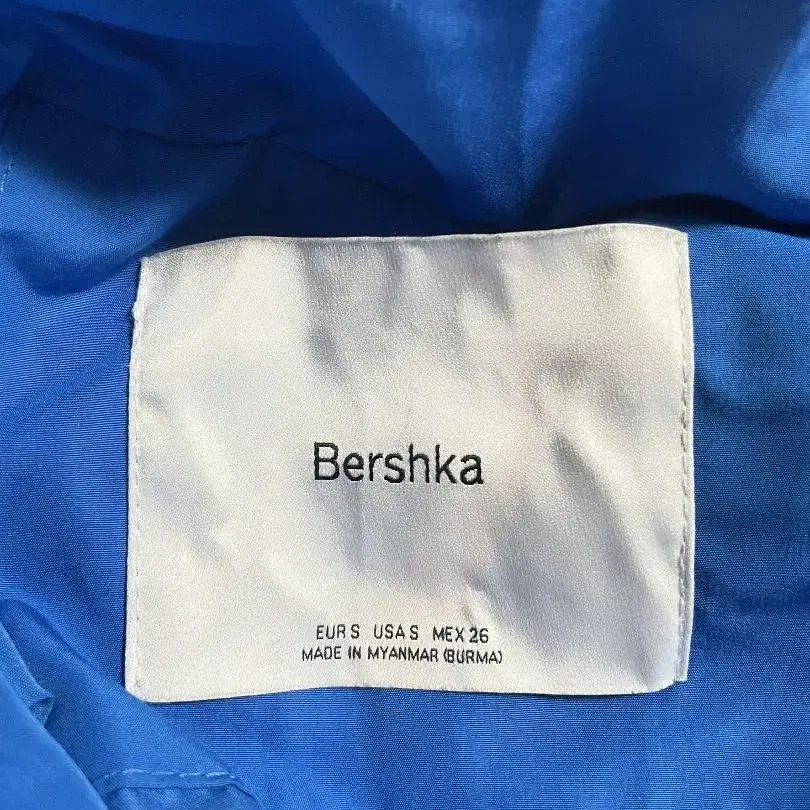 Bershka
EUR S USA S MEX 26
MADE IN MYANMAR (BURMA)